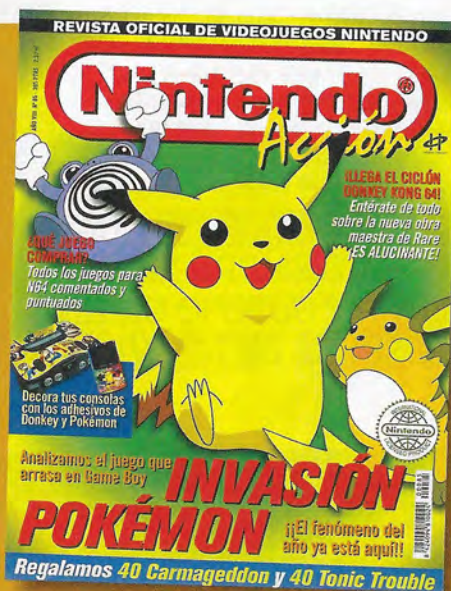 REVISTA OFICIAL DE VIDEOJUEGOS NINTENDO
Nintendo®
Acción
¡LLEGA EL CICLÓN
DONKEY KONG 64!
Entérate de todo
sobre la nueva obra
maestra de Rare
¡ES ALUCINANTE!
¿QUÉ JUEGO
COMPRAR?
Todos los juegos para
N64 comentados y
puntuados
Decora tus consolas
con los adhesivos de
Donkey y Pokémon
Nintendo
Analizamos el juego que
arrasa en Game Boy
INVASIÓN
POKÉMON
¡¡El fenómeno del
año ya está aquí!!
Regalamos 40 Carmageddon y 40 Tonic Trouble